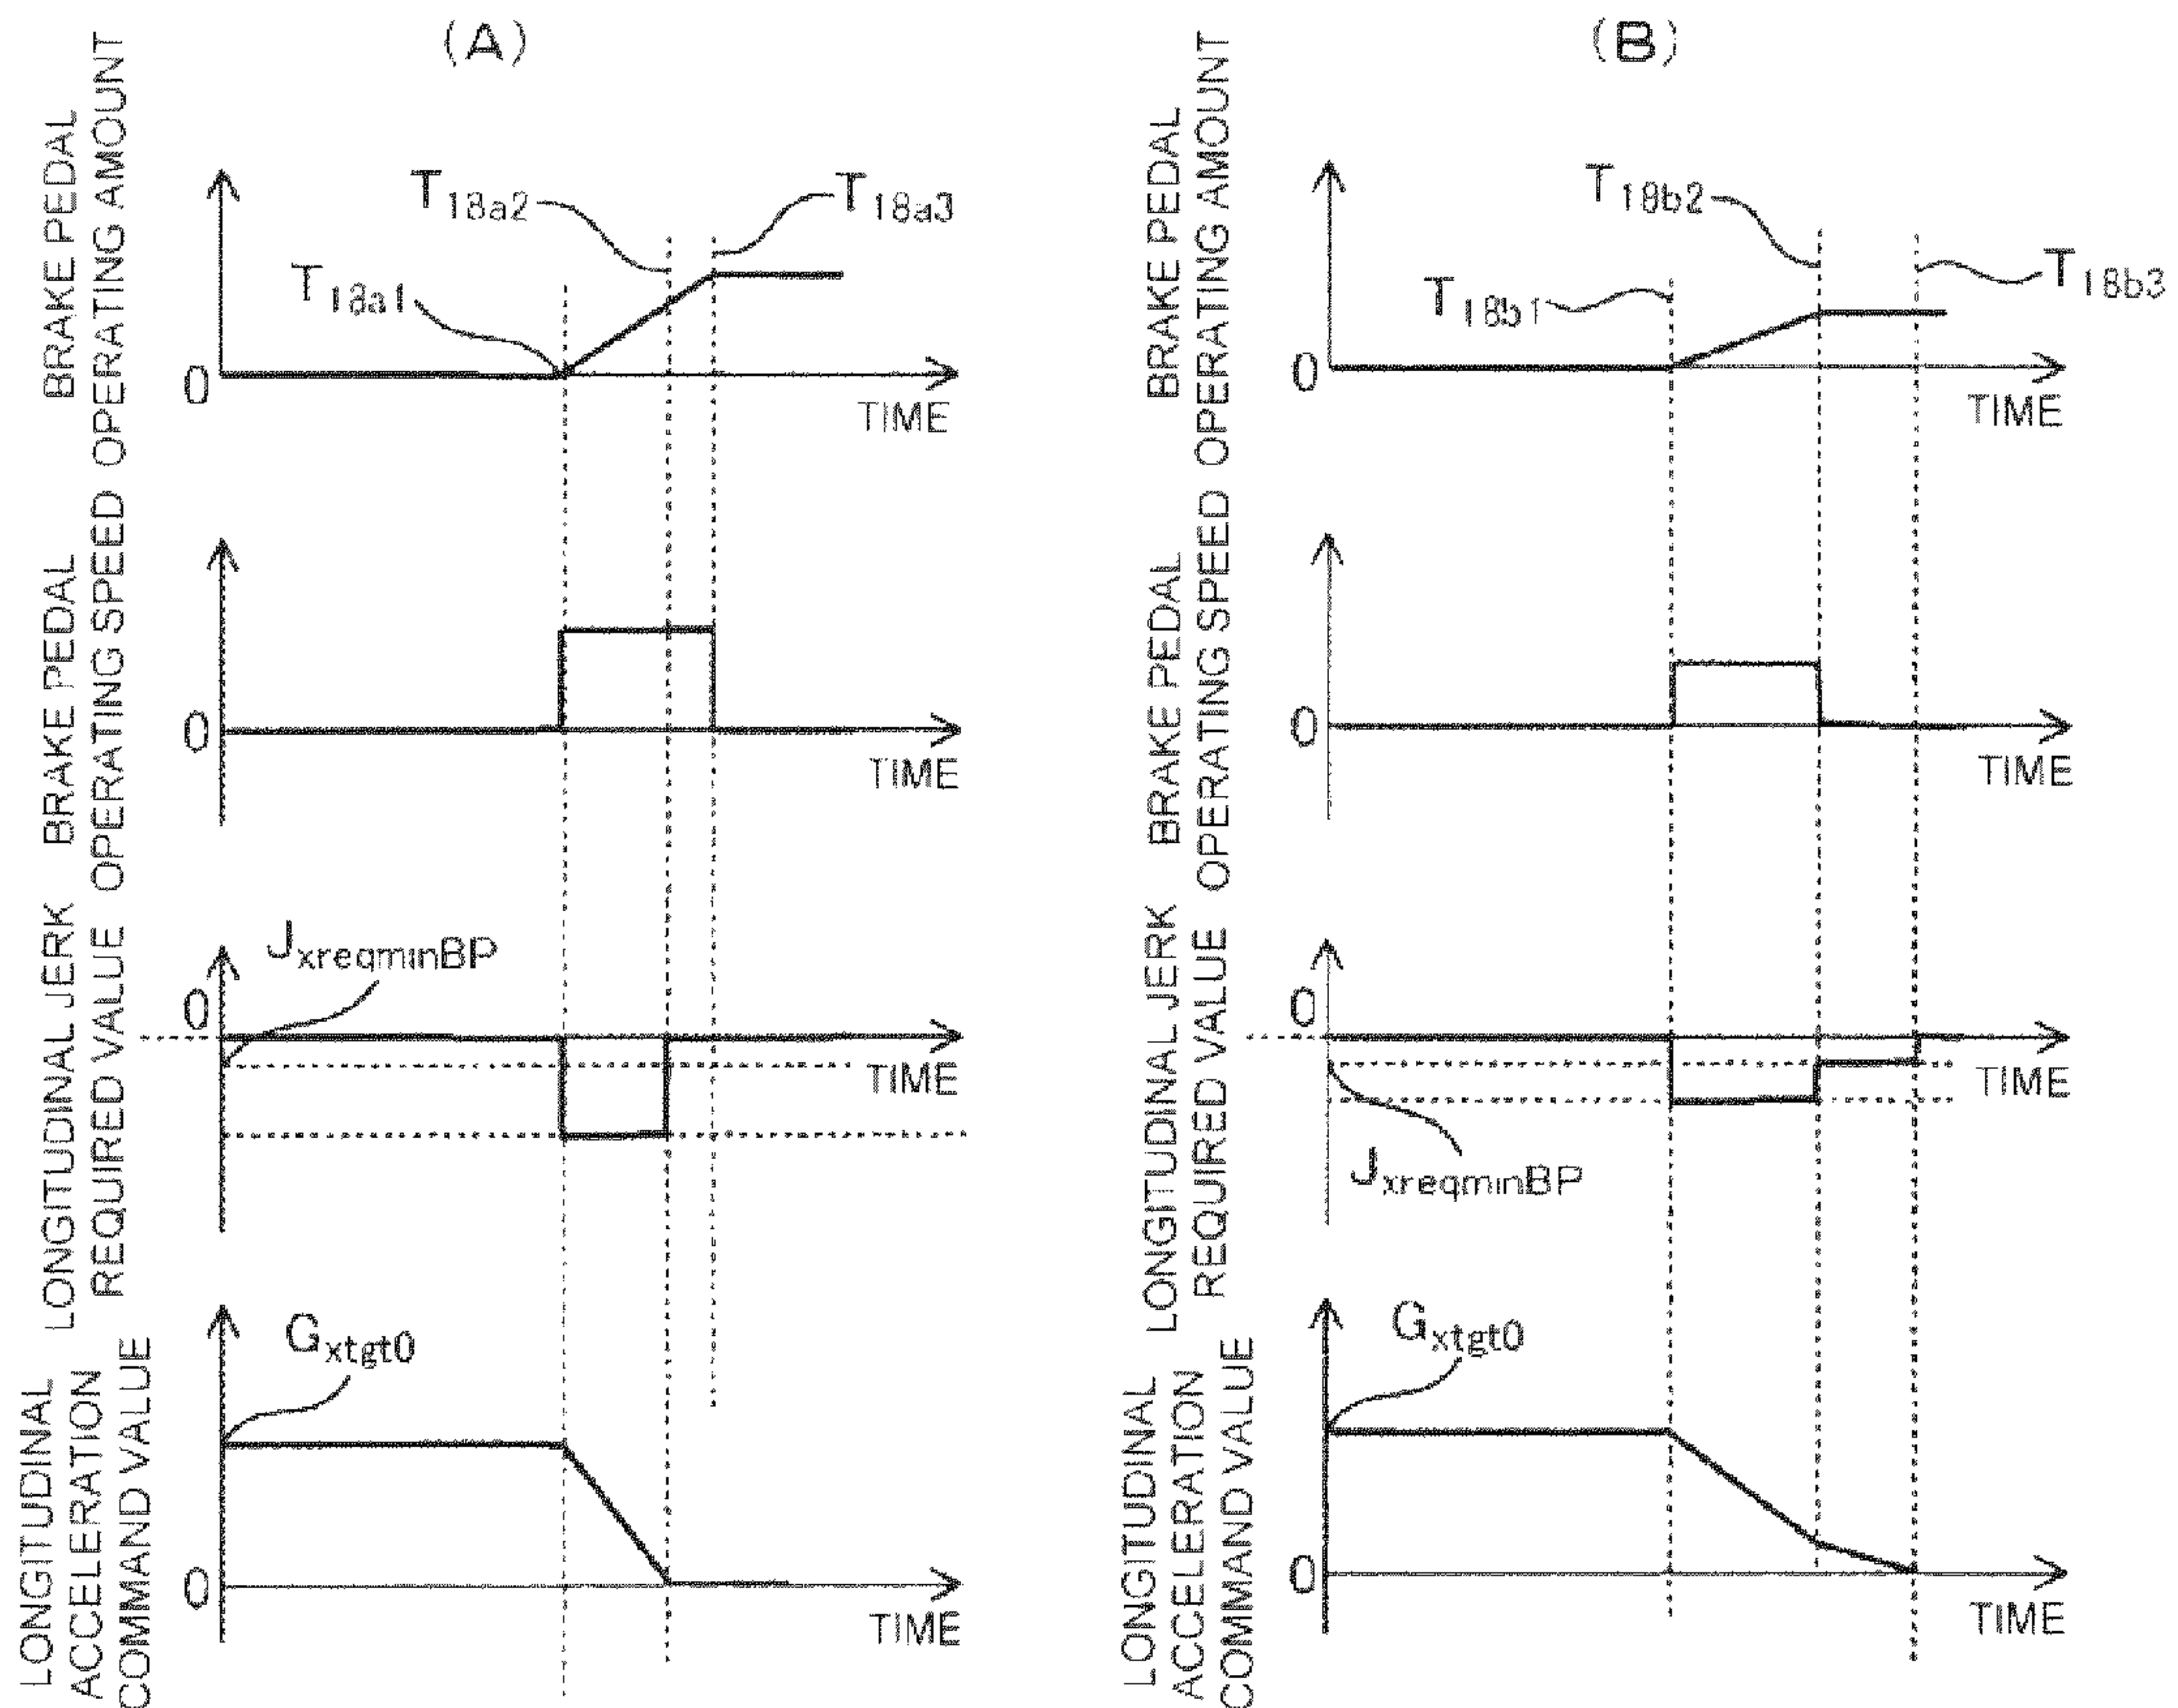 (A)
BRAKE PEDAL
OPERATING AMOUNT
T18a1
T18a2
T18a3
0
TIME
BRAKE PEDAL
OPERATING SPEED
0
TIME
LONGITUDINAL JERK
REQUIRED VALUE
JxreqminBP
0
TIME
LONGITUDINAL
ACCELERATION
COMMAND VALUE
Gxtgt0
0
TIME
(B)
BRAKE PEDAL
OPERATING AMOUNT
T18b1
T18b2
T18b3
0
TIME
BRAKE PEDAL
OPERATING SPEED
0
TIME
LONGITUDINAL JERK
REQUIRED VALUE
0
TIME
JxreqminBP
LONGITUDINAL
ACCELERATION
COMMAND VALUE
Gxtgt0
0
TIME